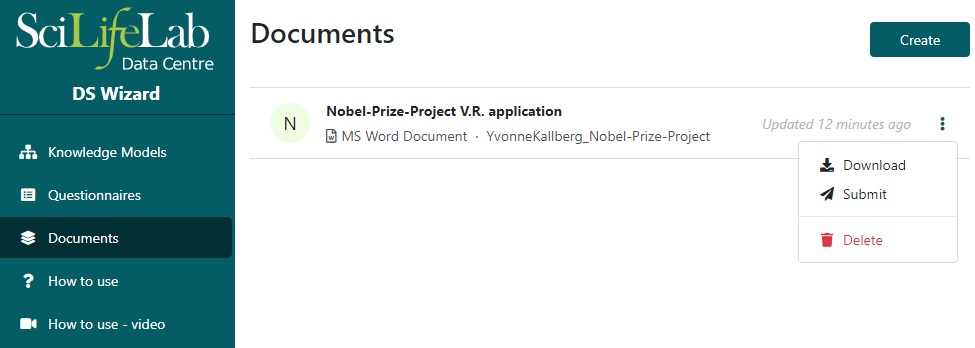 SciLifeLab
Data Centre
DS Wizard
Knowledge Models
Questionnaires
Documents
How to use
How to use - video
Documents
Create
N
Nobel-Prize-Project V.R. application
MS Word Document · YvonneKallberg_Nobel-Prize-Project
Updated 12 minutes ago
Download
Submit
Delete